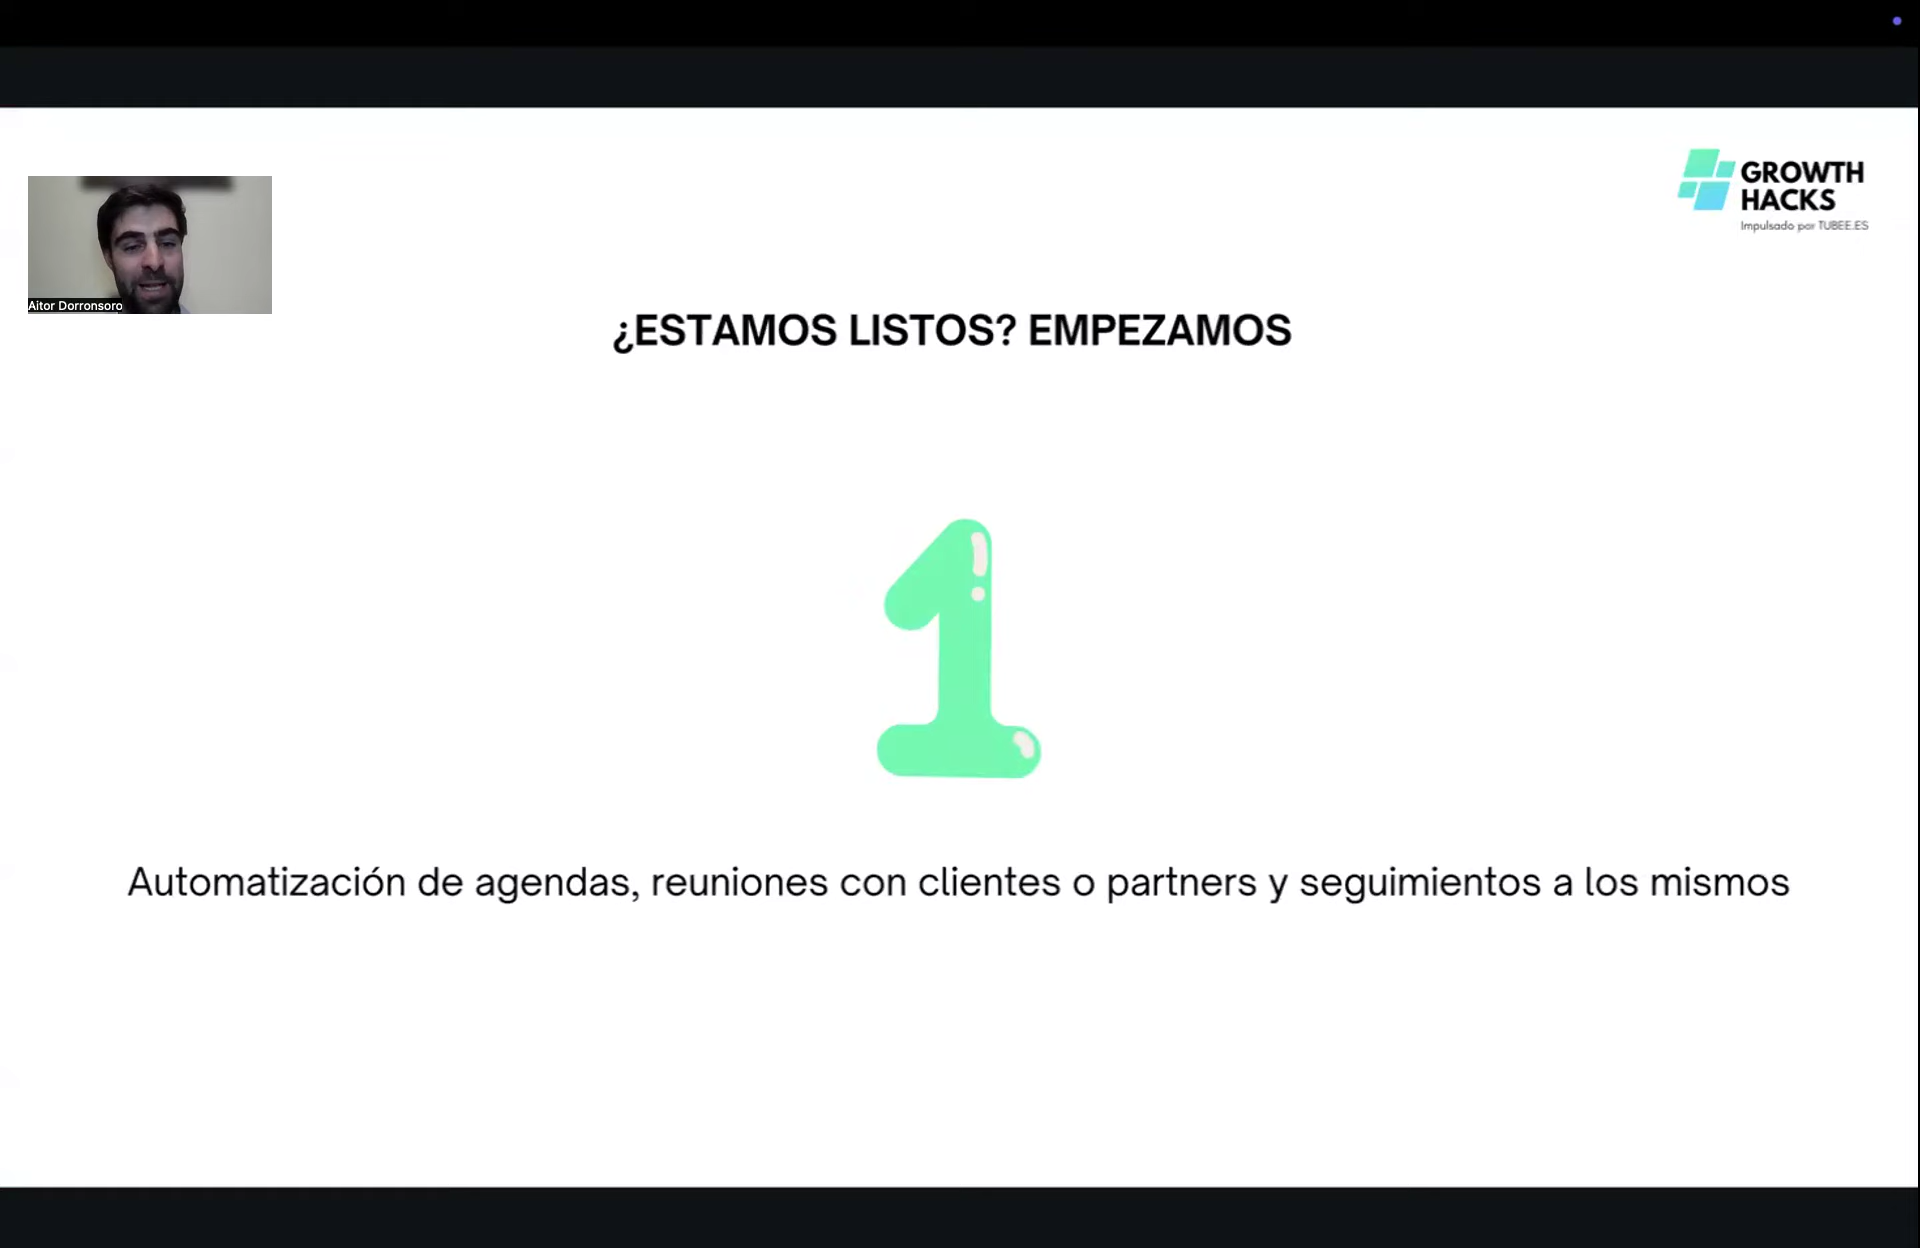 GROWTH
HACKS
Impulsado por TUBEE.ES
Aitor Dorronsoro
¿ESTAMOS LISTOS? EMPEZAMOS
1
Automatización de agendas, reuniones con clientes o partners y seguimientos a los mismos